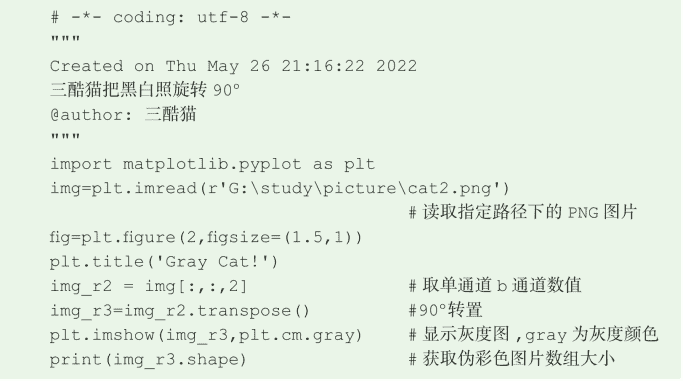 # -*- coding: utf-8 -*-
"""
Created on Thu May 26 21:16:22 2022
三酷猫把黑白照旋转 90°
@author: 三酷猫
"""
import matplotlib.pyplot as plt
img=plt.imread(r'G:\study\picture\cat2.png')
# 读取指定路径下的 PNG 图片
fig=plt.figure(2,figsize=(1.5,1))
plt.title('Gray Cat!')
img_r2 = img[:,:,2] # 取单通道 b 通道数值
img_r3=img_r2.transpose() #90°转置
plt.imshow(img_r3,plt.cm.gray) # 显示灰度图 ,gray 为灰度颜色
print(img_r3.shape) # 获取伪彩色图片数组大小